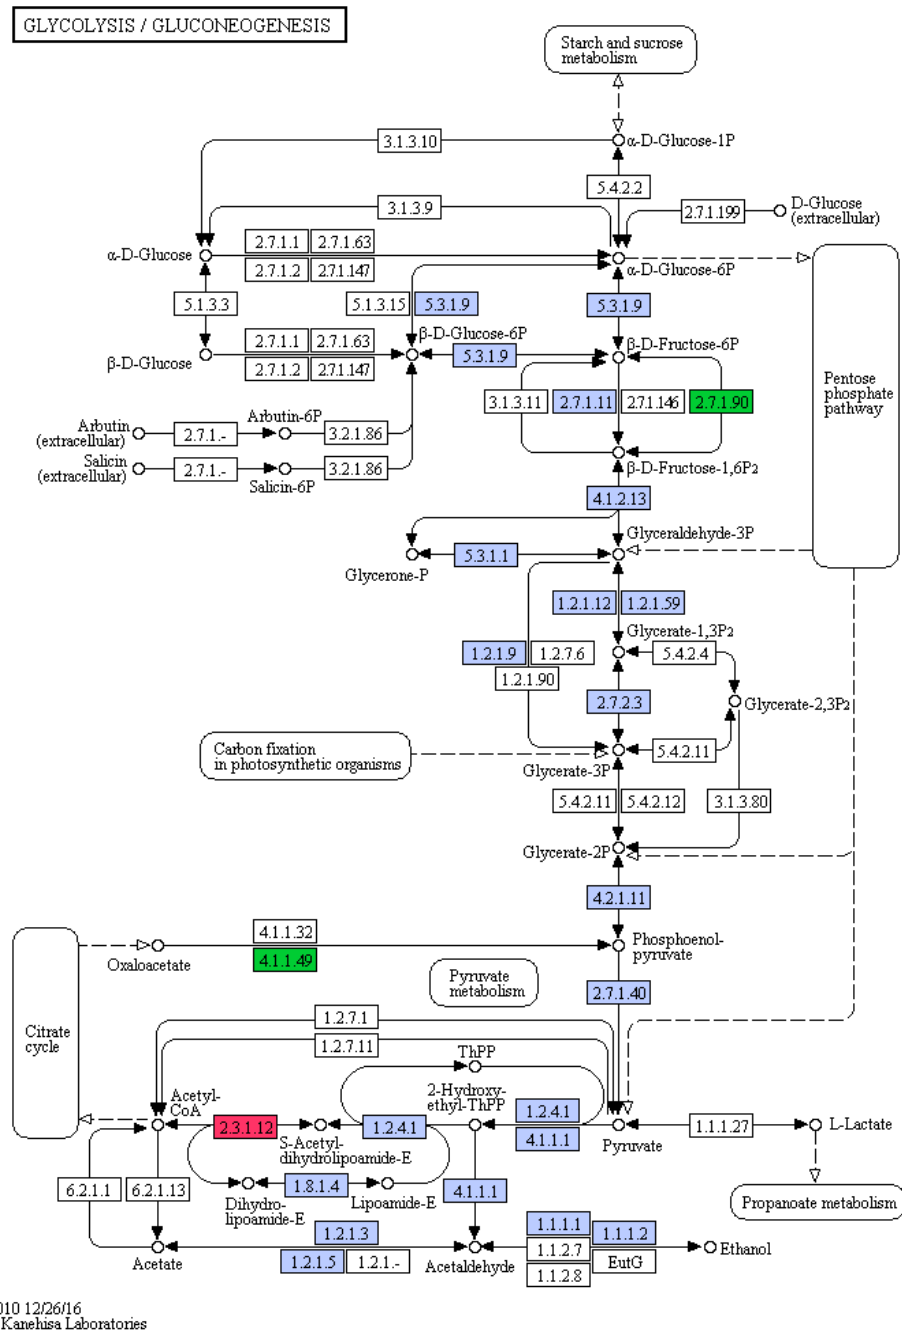 GLYCOLYSIS / GLUCONEOGENESIS
Starch and sucrose
metabolism
3.1.3.10
α-D-Glucose-1P
5.4.2.2
3.1.3.9
2.7.1.199
D-Glucose
(extracellular)
2.7.1.1
2.7.1.63
α-D-Glucose
2.7.1.2
2.7.1.147
α-D-Glucose-6P
5.1.3.3
5.1.3.15
5.3.1.9
5.3.1.9
β-D-Glucose-6P
2.7.1.1
2.7.1.63
β-D-Glucose
2.7.1.2
2.7.1.147
5.3.1.9
β-D-Fructose-6P
Pentose
phosphate
pathway
3.1.3.11
2.7.1.11
2.7.1.146
2.7.1.90
Arbutin
(extracellular)
2.7.1.-
Arbutin-6P
3.2.1.86
Salicin
(extracellular)
2.7.1.-
Salicin-6P
3.2.1.86
β-D-Fructose-1,6P2
4.1.2.13
Glyceraldehyde-3P
Glycerone-P
5.3.1.1
1.2.1.12
1.2.1.59
Glycerate-1,3P2
1.2.1.9
1.2.7.6
1.2.1.90
5.4.2.4
2.7.2.3
Glycerate-2,3P2
Carbon fixation
in photosynthetic organisms
Glycerate-3P
5.4.2.11
5.4.2.11
5.4.2.12
3.1.3.80
Glycerate-2P
4.2.1.11
4.1.1.32
Oxaloacetate
4.1.1.49
Phosphoenol-
pyruvate
Pyruvate
metabolism
2.7.1.40
Citrate
cycle
1.2.7.1
1.2.7.11
ThPP
Acetyl-
CoA
2-Hydroxy-
ethyl-ThPP
2.3.1.12
S-Acetyl-
dihydrolipoamide-E
1.2.4.1
1.2.4.1
4.1.1.1
Pyruvate
1.1.1.27
L-Lactate
6.2.1.1
6.2.1.13
Dihydro-
lipoamide-E
1.8.1.4
Lipoamide-E
4.1.1.1
Propanoate metabolism
Acetate
1.2.1.3
1.2.1.5
1.2.1.-
Acetaldehyde
1.1.1.1
1.1.1.2
1.1.2.7
EutG
1.1.2.8
Ethanol
010 12/26/16
Kanehisa Laboratories